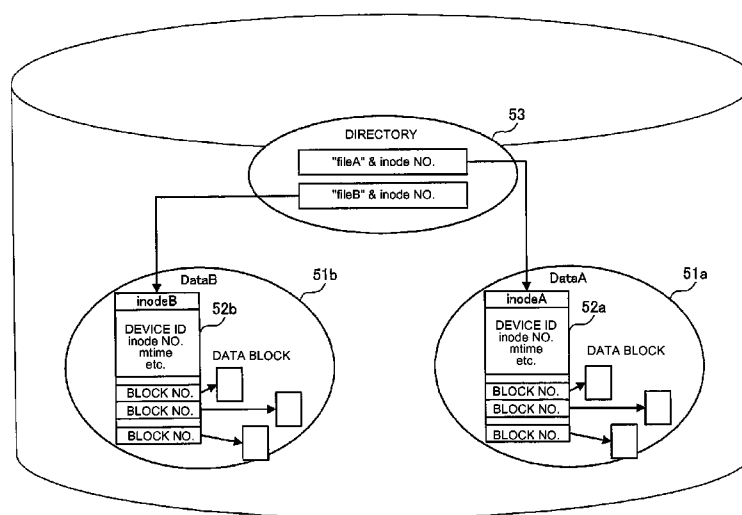 53
DIRECTORY
"fileA" & inode NO.
"fileB" & inode NO.
DataB
51b
inodeB
52b
DEVICE ID
inode NO.
mtime
etc.
DATA BLOCK
BLOCK NO.
BLOCK NO.
BLOCK NO.
DataA
51a
inodeA
52a
DEVICE ID
inode NO.
mtime
etc.
DATA BLOCK
BLOCK NO.
BLOCK NO.
BLOCK NO.